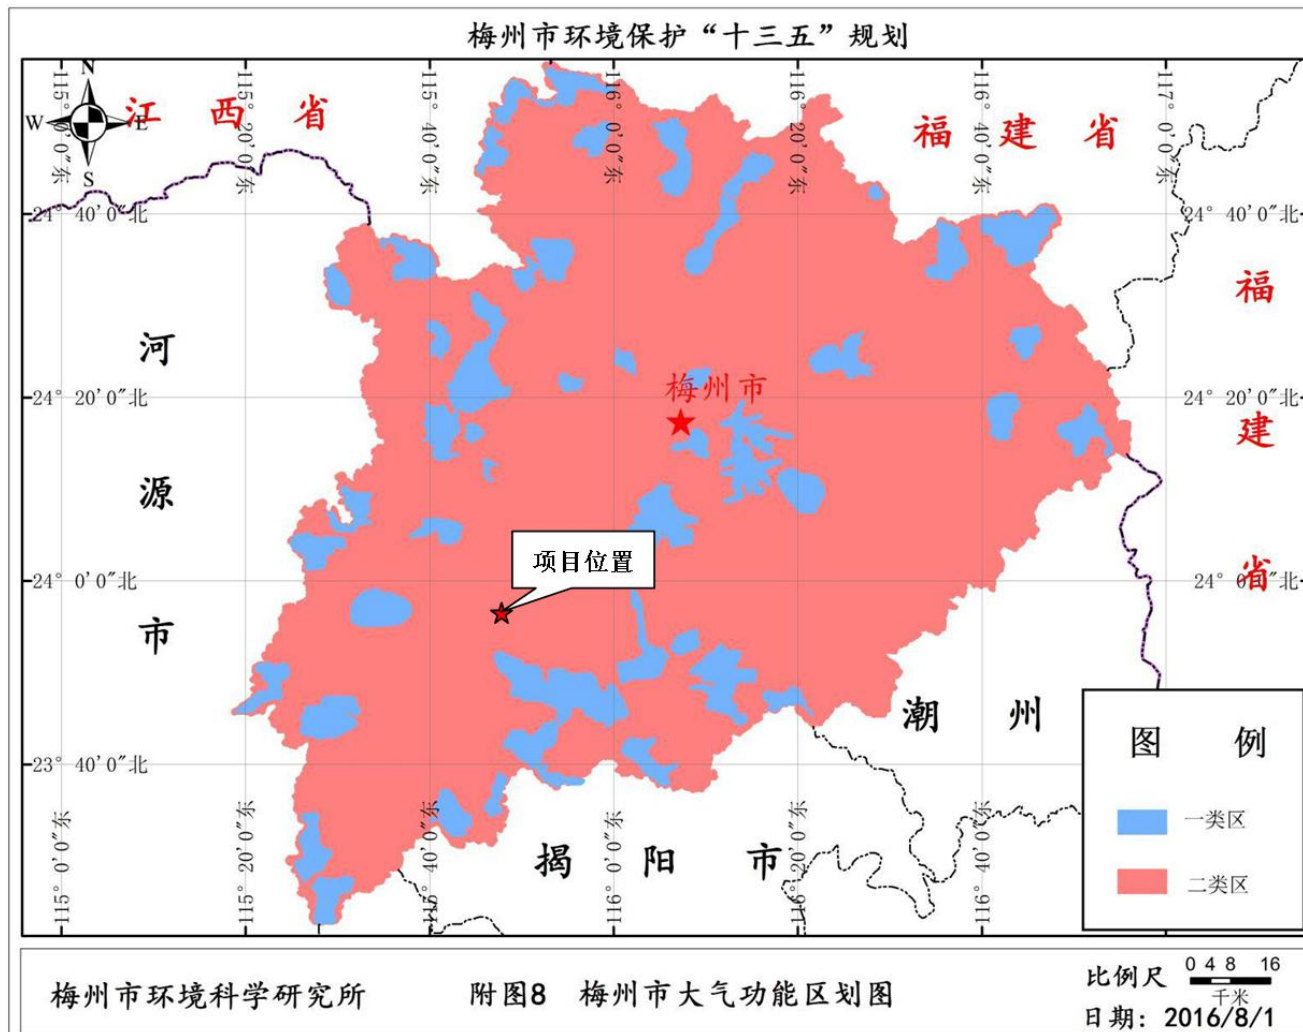 梅州市环境保护“十三五”规划
N
W E
S
江西省
福建省
115° 0'0"东
115° 20'0"东
115° 40'0"东
116° 0'0"东
116° 20'0"东
116° 40'0"东
117° 0'0"东
24° 40'0"北
24° 40'0"北
福建省
河源市
24° 20'0"北
24° 20'0"北
梅州市
项目位置
24° 0'0"北
24° 0'0"北
23° 40'0"北
潮州
揭阳市
115° 0'0"东
115° 20'0"东
115° 40'0"东
116° 0'0"东
116° 20'0"东
116° 40'0"东
图例
一类区
二类区
梅州市环境科学研究所
附图8 梅州市大气功能区划图
比例尺
0 4 8 16
千米
日期: 2016/8/1